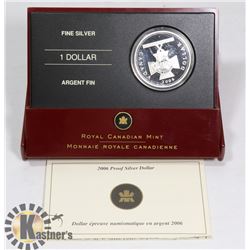 FINE SILVER
1 DOLLAR
ARGENT FIN
ROYAL CANADIAN MINT
MONNAIE ROYALE CANADIENNE
2006 Proof Silver Dollar
Dollar épreuve numismatique en argent 2006
Kastner's